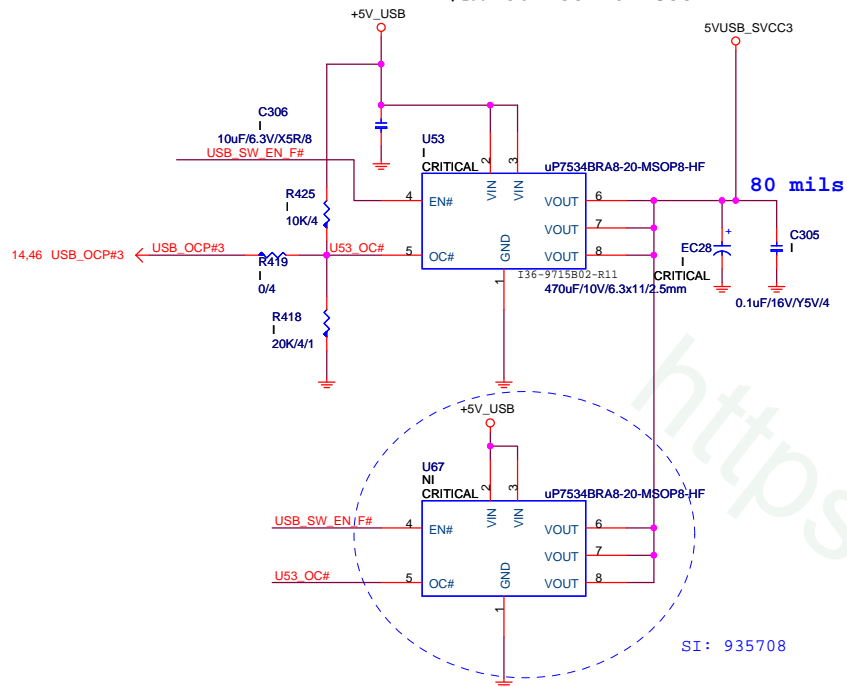 +5V_USB
5VUSB_SVCC3
C306
I
10uF/6.3V/X5R/8
USB_SW_EN_F#
U53
I
CRITICAL
uP7534BRA8-20-MSOP8-HF
2
3
VIN
VIN
4
EN#
5
OC#
GND
1
VOUT
6
VOUT
7
VOUT
8
I36-9715B02-R11
80 mils
R425
I
10K/4
14,46 USB_OCP#3
USB_OCP#3
U53_OC#
R419
I
0/4
R418
I
20K/4/1
EC28
I
CRITICAL
470uF/10V/6.3x11/2.5mm
C305
I
0.1uF/16V/Y5V/4
+5V_USB
U67
NI
CRITICAL
uP7534BRA8-20-MSOP8-HF
2
3
VIN
VIN
USB_SW_EN_F#
4
EN#
U53_OC#
5
OC#
GND
1
VOUT
6
VOUT
7
VOUT
8
SI: 935708
https